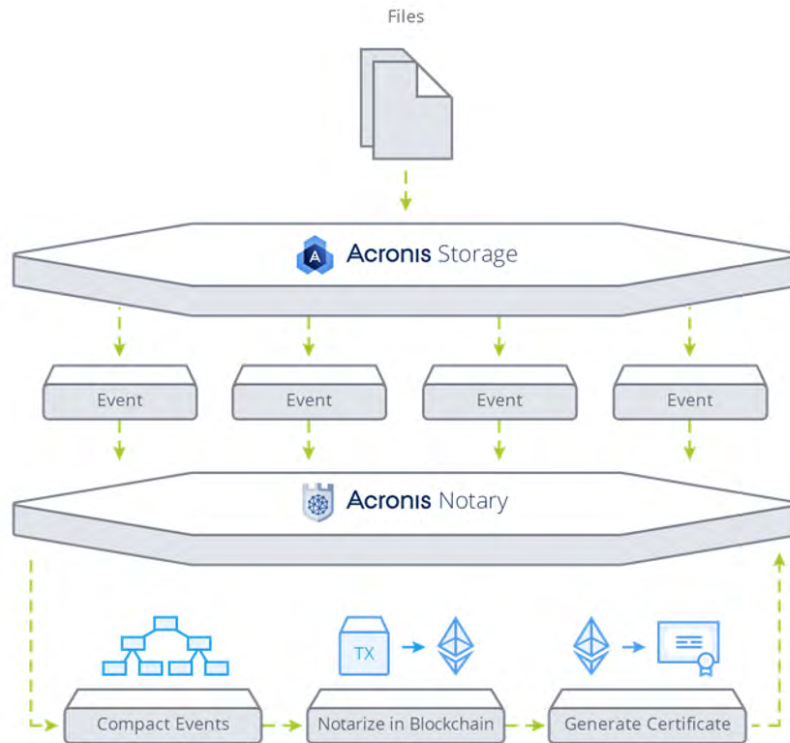 Files
Acronis Storage
Event Event Event Event
Acronis Notary
TX
Compact Events Notarize in Blockchain Generate Certificate